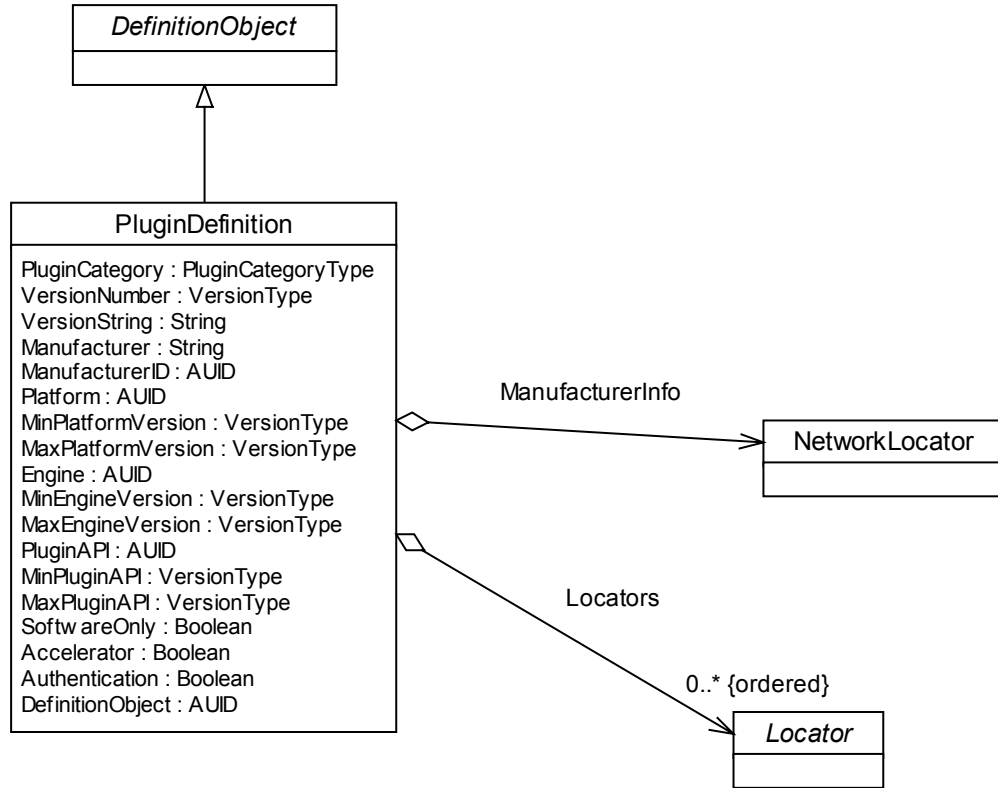 DefinitionObject
PluginDefinition
PluginCategory : PluginCategoryType
VersionNumber : VersionType
VersionString : String
Manufacturer : String
ManufacturerID : AUID
Platform : AUID
MinPlatformVersion : VersionType
MaxPlatformVersion : VersionType
Engine : AUID
MinEngineVersion : VersionType
MaxEngineVersion : VersionType
PluginAPI : AUID
MinPluginAPI : VersionType
MaxPluginAPI : VersionType
SoftwareOnly : Boolean
Accelerator : Boolean
Authentication : Boolean
DefinitionObject : AUID
ManufacturerInfo
NetworkLocator
Locators
0..* {ordered}
Locator